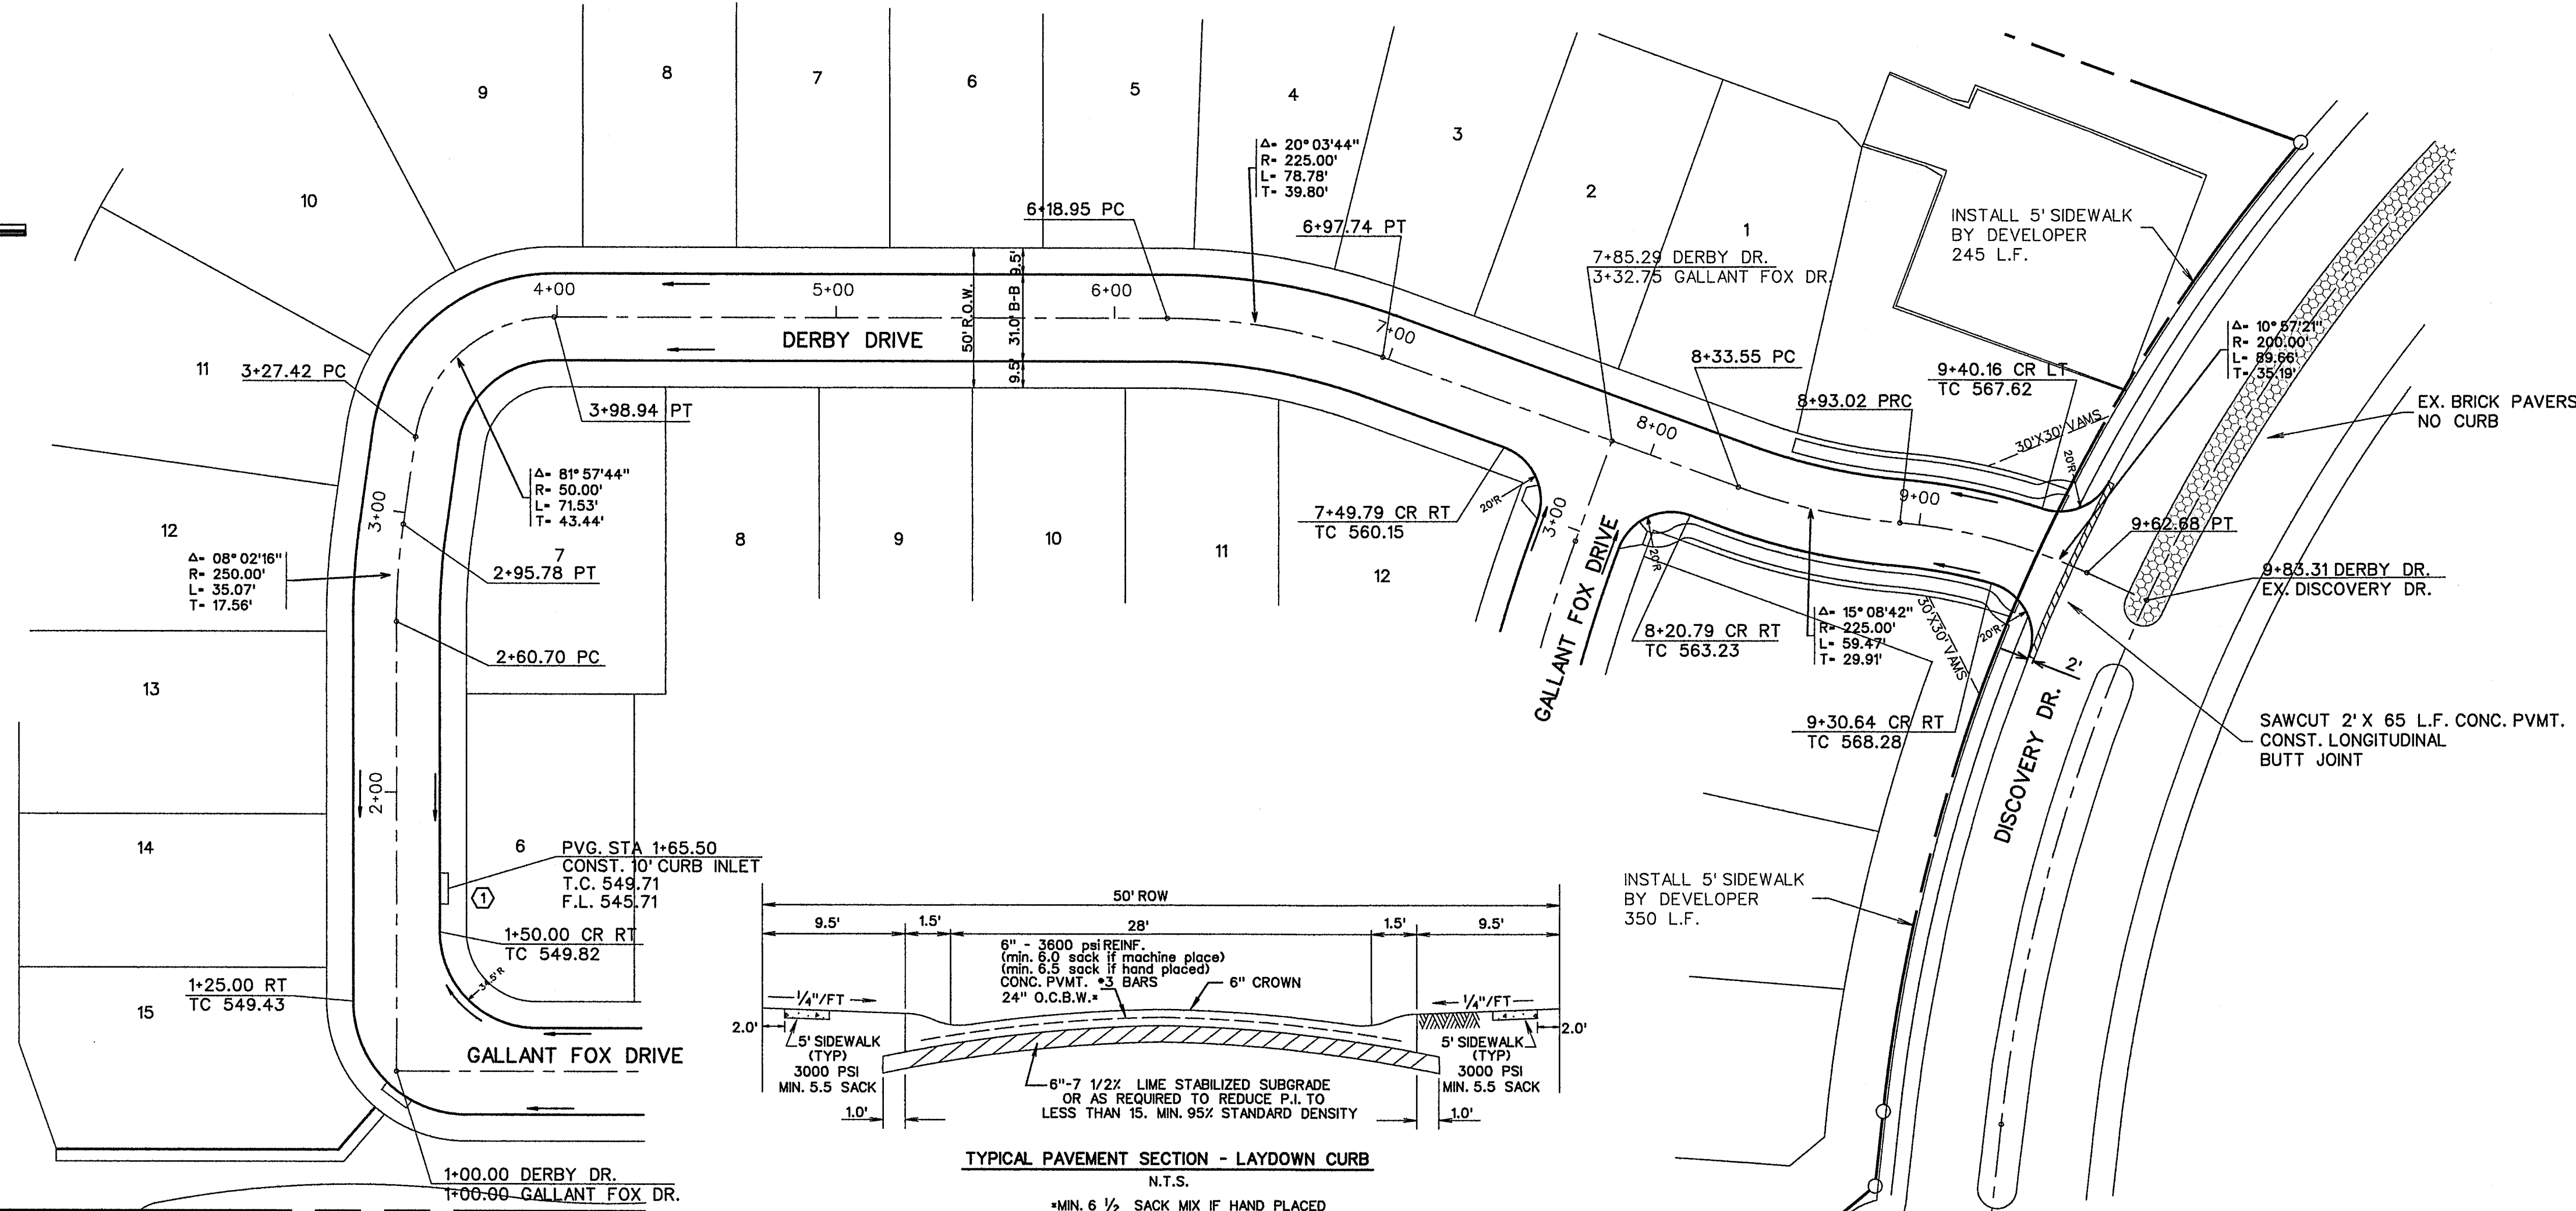 9
8
7
6
5
4
3
2
1
10
11
12
13
14
15
Δ= 20°03'44"
R= 225.00'
L= 78.78'
T= 39.80'
6+18.95 PC
6+97.74 PT
7+85.29 DERBY DR.
3+32.75 GALLANT FOX DR.
INSTALL 5' SIDEWALK
BY DEVELOPER
245 L.F.
Δ= 10°57'21"
R= 200.00'
L= 89.66'
T= 35.19'
EX. BRICK PAVERS
NO CURB
4+00
5+00
6+00
7+00
8+00
9+00
DERBY DRIVE
50' R.O.W.
9.5'
31.0' B-B
9.5'
3+27.42 PC
3+98.94 PT
8+33.55 PC
8+93.02 PRC
9+40.16 CR LT
TC 567.62
30'X30' VAMS
20'R
9+62.68 PT
9+83.31 DERBY DR.
EX. DISCOVERY DR.
Δ= 81°57'44"
R= 50.00'
L= 71.53'
T= 43.44'
3+00
Δ= 08°02'16"
R= 250.00'
L= 35.07'
T= 17.56'
2+95.78 PT
2+60.70 PC
7
8
9
10
11
12
7+49.79 CR RT
TC 560.15
20'R
3+00
GALLANT FOX DRIVE
20'R
8+20.79 CR RT
TC 563.23
Δ= 15°08'42"
R= 225.00'
L= 59.47'
T= 29.91'
30'X30' VAMS
20'R
2'
9+30.64 CR RT
TC 568.28
DISCOVERY DR.
SAWCUT 2' X 65 L.F. CONC. PVMT.
CONST. LONGITUDINAL
BUTT JOINT
2+00
6
PVG. STA 1+65.50
CONST. 10' CURB INLET
T.C. 549.71
F.L. 545.71
1
1+50.00 CR RT
TC 549.82
34.5'R
1+25.00 RT
TC 549.43
GALLANT FOX DRIVE
1+00.00 DERBY DR.
1+00.00 GALLANT FOX DR.
INSTALL 5' SIDEWALK
BY DEVELOPER
350 L.F.
50' ROW
9.5'
1.5'
28'
1.5'
9.5'
6" - 3600 psi REINF.
(min. 6.0 sack if machine place)
(min. 6.5 sack if hand placed)
CONC. PVMT. •3 BARS
24" O.C.B.W.*
6" CROWN
1/4"/FT
1/4"/FT
2.0'
2.0'
5' SIDEWALK
(TYP)
3000 PSI
MIN. 5.5 SACK
5' SIDEWALK
(TYP)
3000 PSI
MIN. 5.5 SACK
6"-7 1/2% LIME STABILIZED SUBGRADE
OR AS REQUIRED TO REDUCE P.I. TO
LESS THAN 15. MIN. 95% STANDARD DENSITY
1.0'
1.0'
TYPICAL PAVEMENT SECTION - LAYDOWN CURB
N.T.S.
*MIN. 6 1/2 SACK MIX IF HAND PLACED